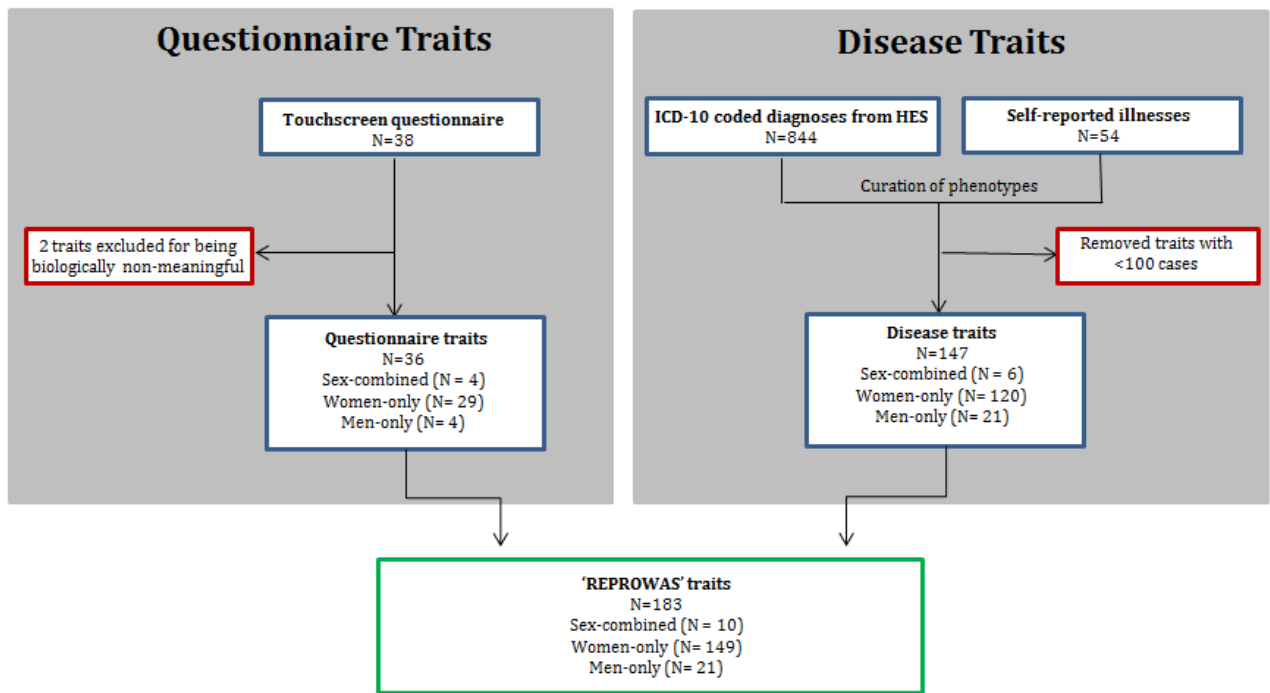 Questionnaire Traits
Touchscreen questionnaire
N=38
2 traits excluded for being
biologically non-meaningful
Questionnaire traits
N=36
Sex-combined (N = 4)
Women-only (N= 29)
Men-only (N= 4)
Disease Traits
ICD-10 coded diagnoses from HES
N=844
Self-reported illnesses
N=54
Curation of phenotypes
Removed traits with
<100 cases
Disease traits
N=147
Sex-combined (N = 6)
Women-only (N= 120)
Men-only (N= 21)
‘REPROWAS’ traits
N=183
Sex-combined (N = 10)
Women-only (N= 149)
Men-only (N= 21)